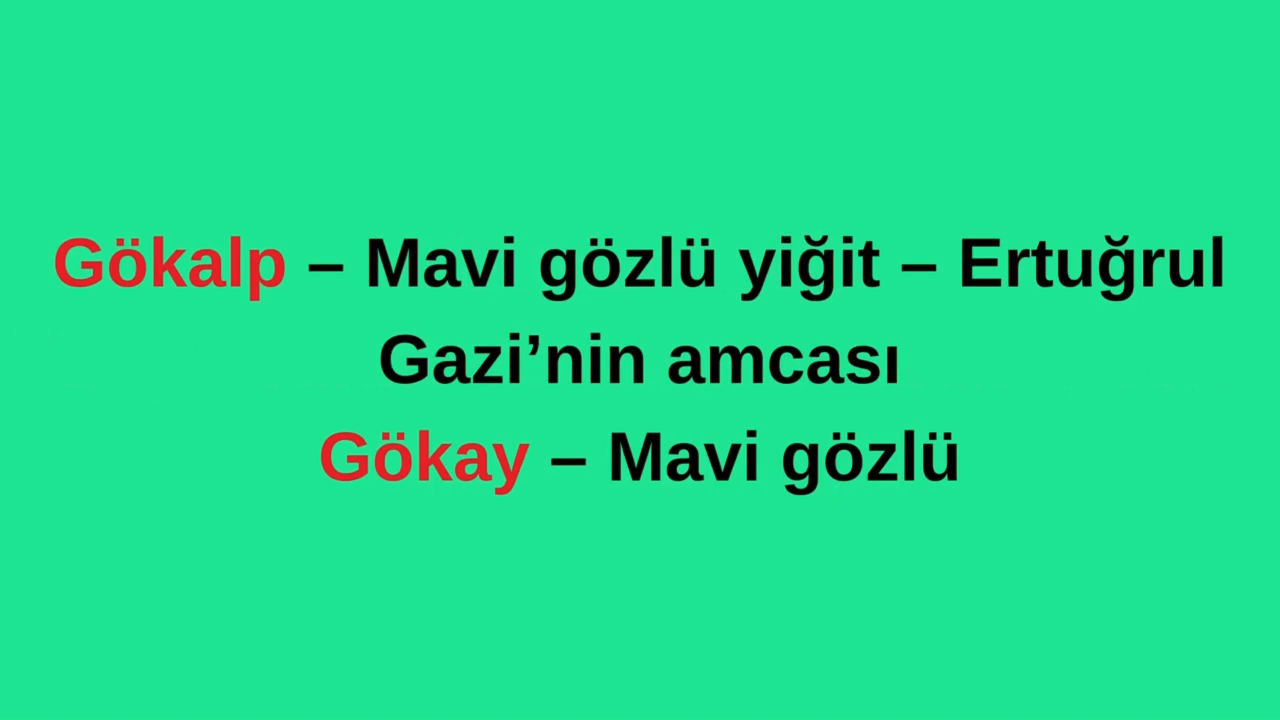 Gökalp – Mavi gözlü yiğit – Ertuğrul
Gazi’nin amcası
Gökay – Mavi gözlü